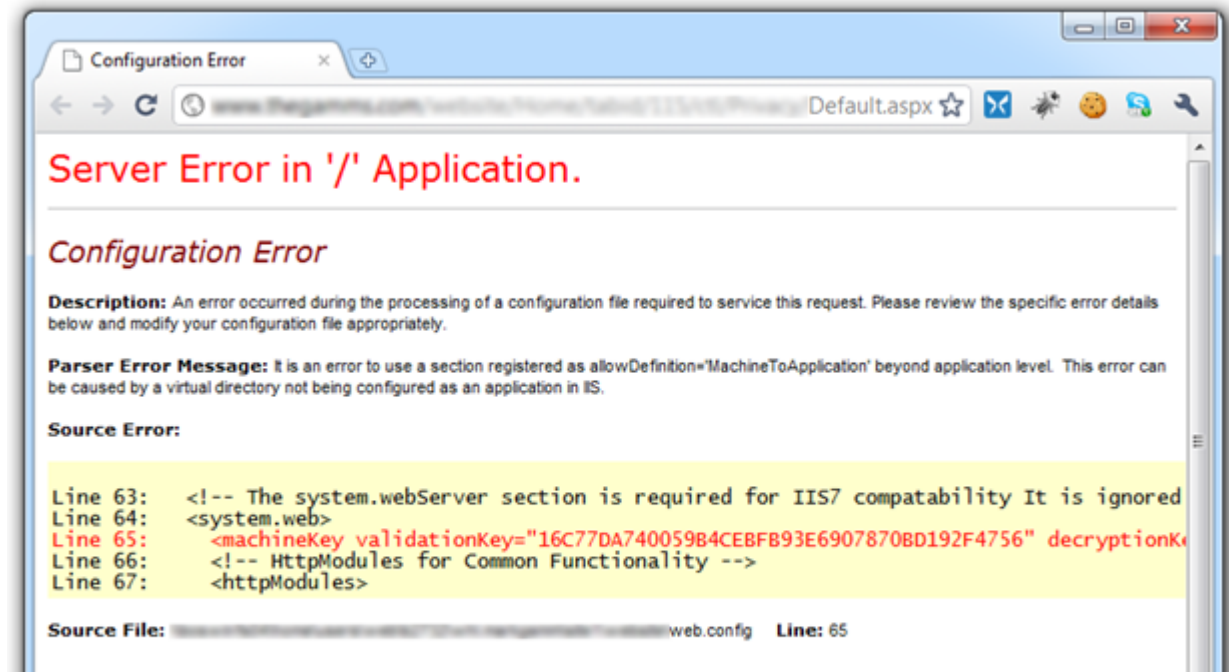 Configuration Error
Default.aspx
Server Error in '/' Application.
Configuration Error
Description: An error occurred during the processing of a configuration file required to service this request. Please review the specific error details
below and modify your configuration file appropriately.
Parser Error Message: It is an error to use a section registered as allowDefinition='MachineToApplication' beyond application level.  This error can
be caused by a virtual directory not being configured as an application in IIS.
Source Error:
Line 63:   <!-- The system.webServer section is required for IIS7 compatability It is ignored
Line 64:   <system.web>
Line 65:     <machineKey validationKey="16C77DA740059B4CEBFB93E6907870BD192F4756" decryptionKe
Line 66:     <!-- HttpModules for Common Functionality -->
Line 67:     <httpModules>
Source File: web.config    Line: 65